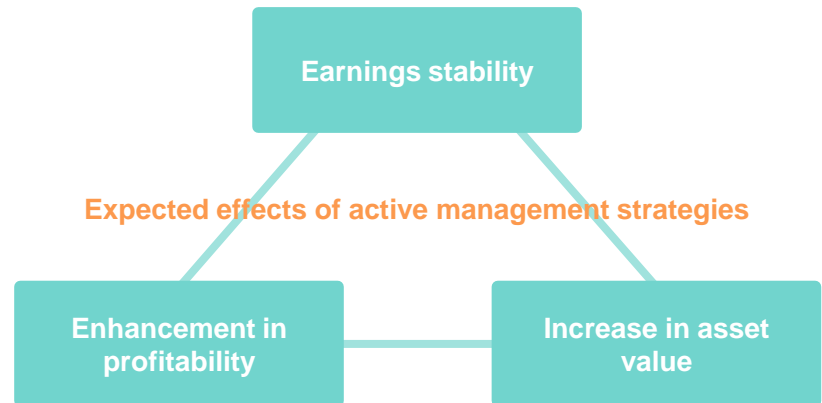 Earnings stability
Expected effects of active management strategies
Enhancement in
profitability
Increase in asset
value